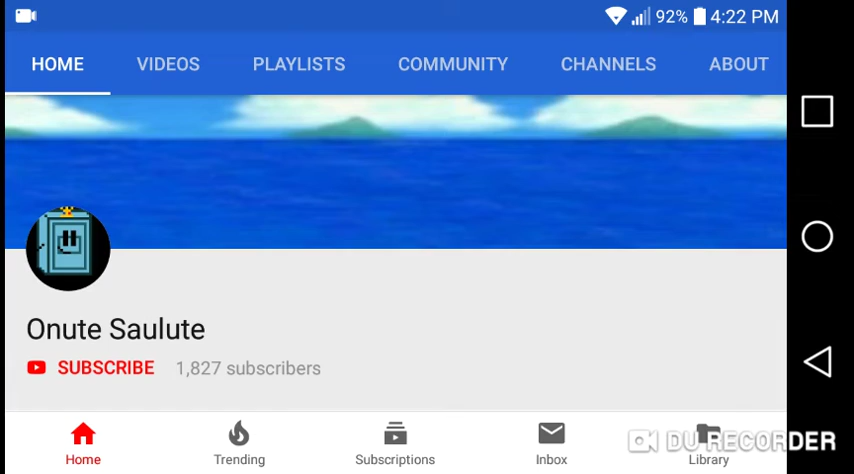 92% 4:22 PM
HOME VIDEOS PLAYLISTS COMMUNITY CHANNELS ABOUT
Onute Saulute
SUBSCRIBE 1,827 subscribers
Home Trending Subscriptions Inbox Library
DU RECORDER